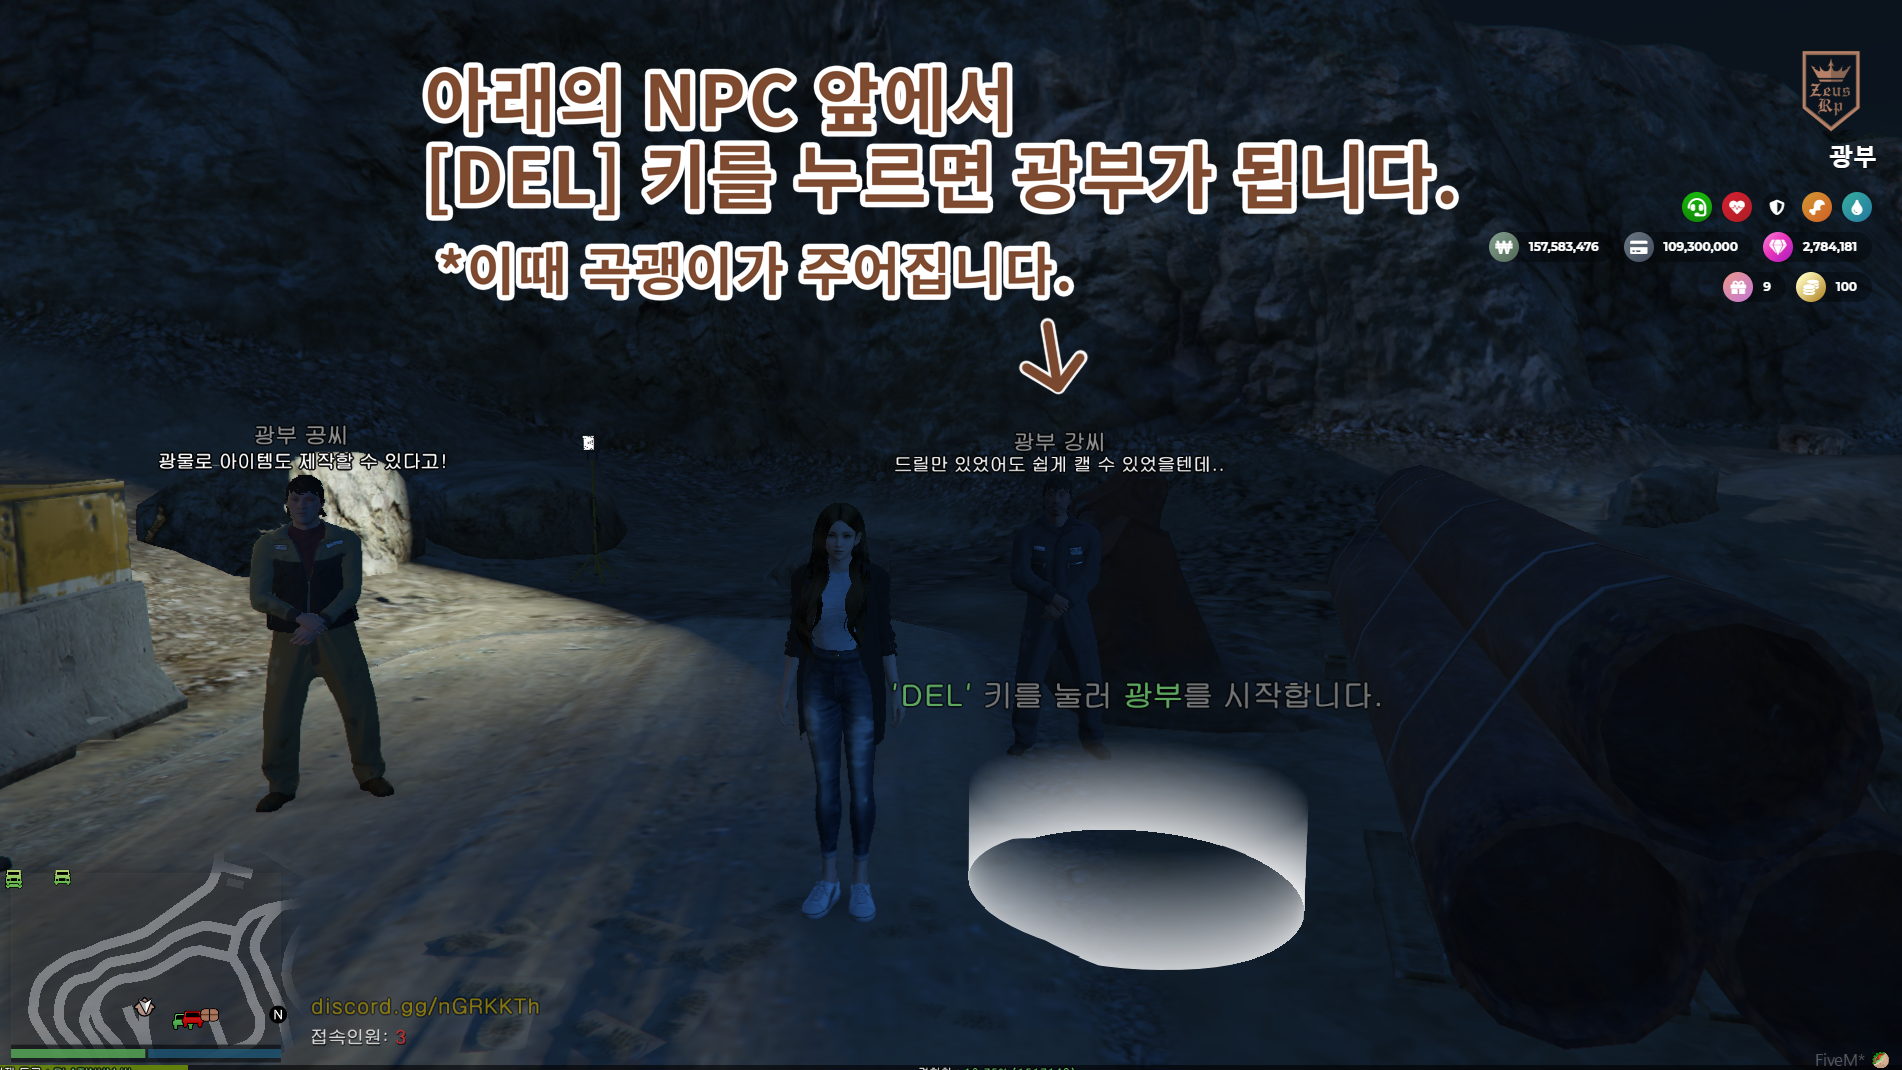 아래의 NPC 앞에서
[DEL] 키를 누르면 광부가 됩니다.
*이때 곡괭이가 주어집니다.
Zeus
Rp
광부
157,583,476
109,300,000
2,784,181
9
100
광부 공씨
광물로 아이템도 제작할 수 있다고!
광부 강씨
드릴만 있었어도 쉽게 캘 수 있었을텐데..
'DEL' 키를 눌러 광부를 시작합니다.
N
discord.gg/nGRKKTh
접속인원: 3
FiveM*